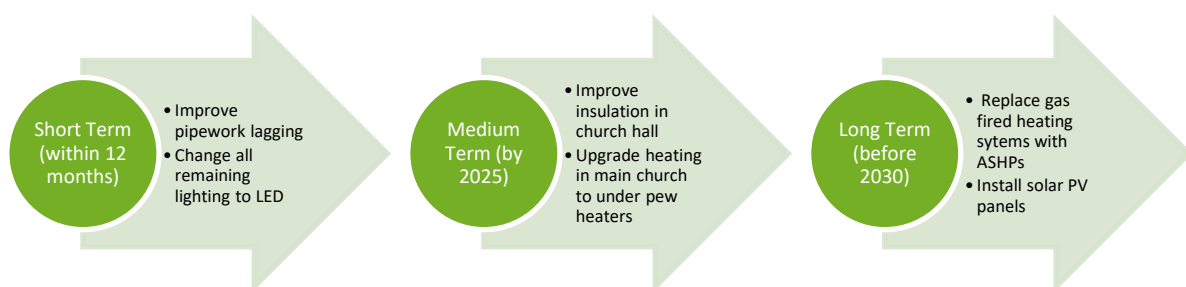 Short Term
(within 12
months)
• Improve
pipework lagging
• Change all
remaining
lighting to LED
Medium
Term (by
2025)
• Improve
insulation in
church hall
• Upgrade heating
in main church
to under pew
heaters
Long Term
(before
2030)
• Replace gas
fired heating
sytems with
ASHPs
• Install solar PV
panels